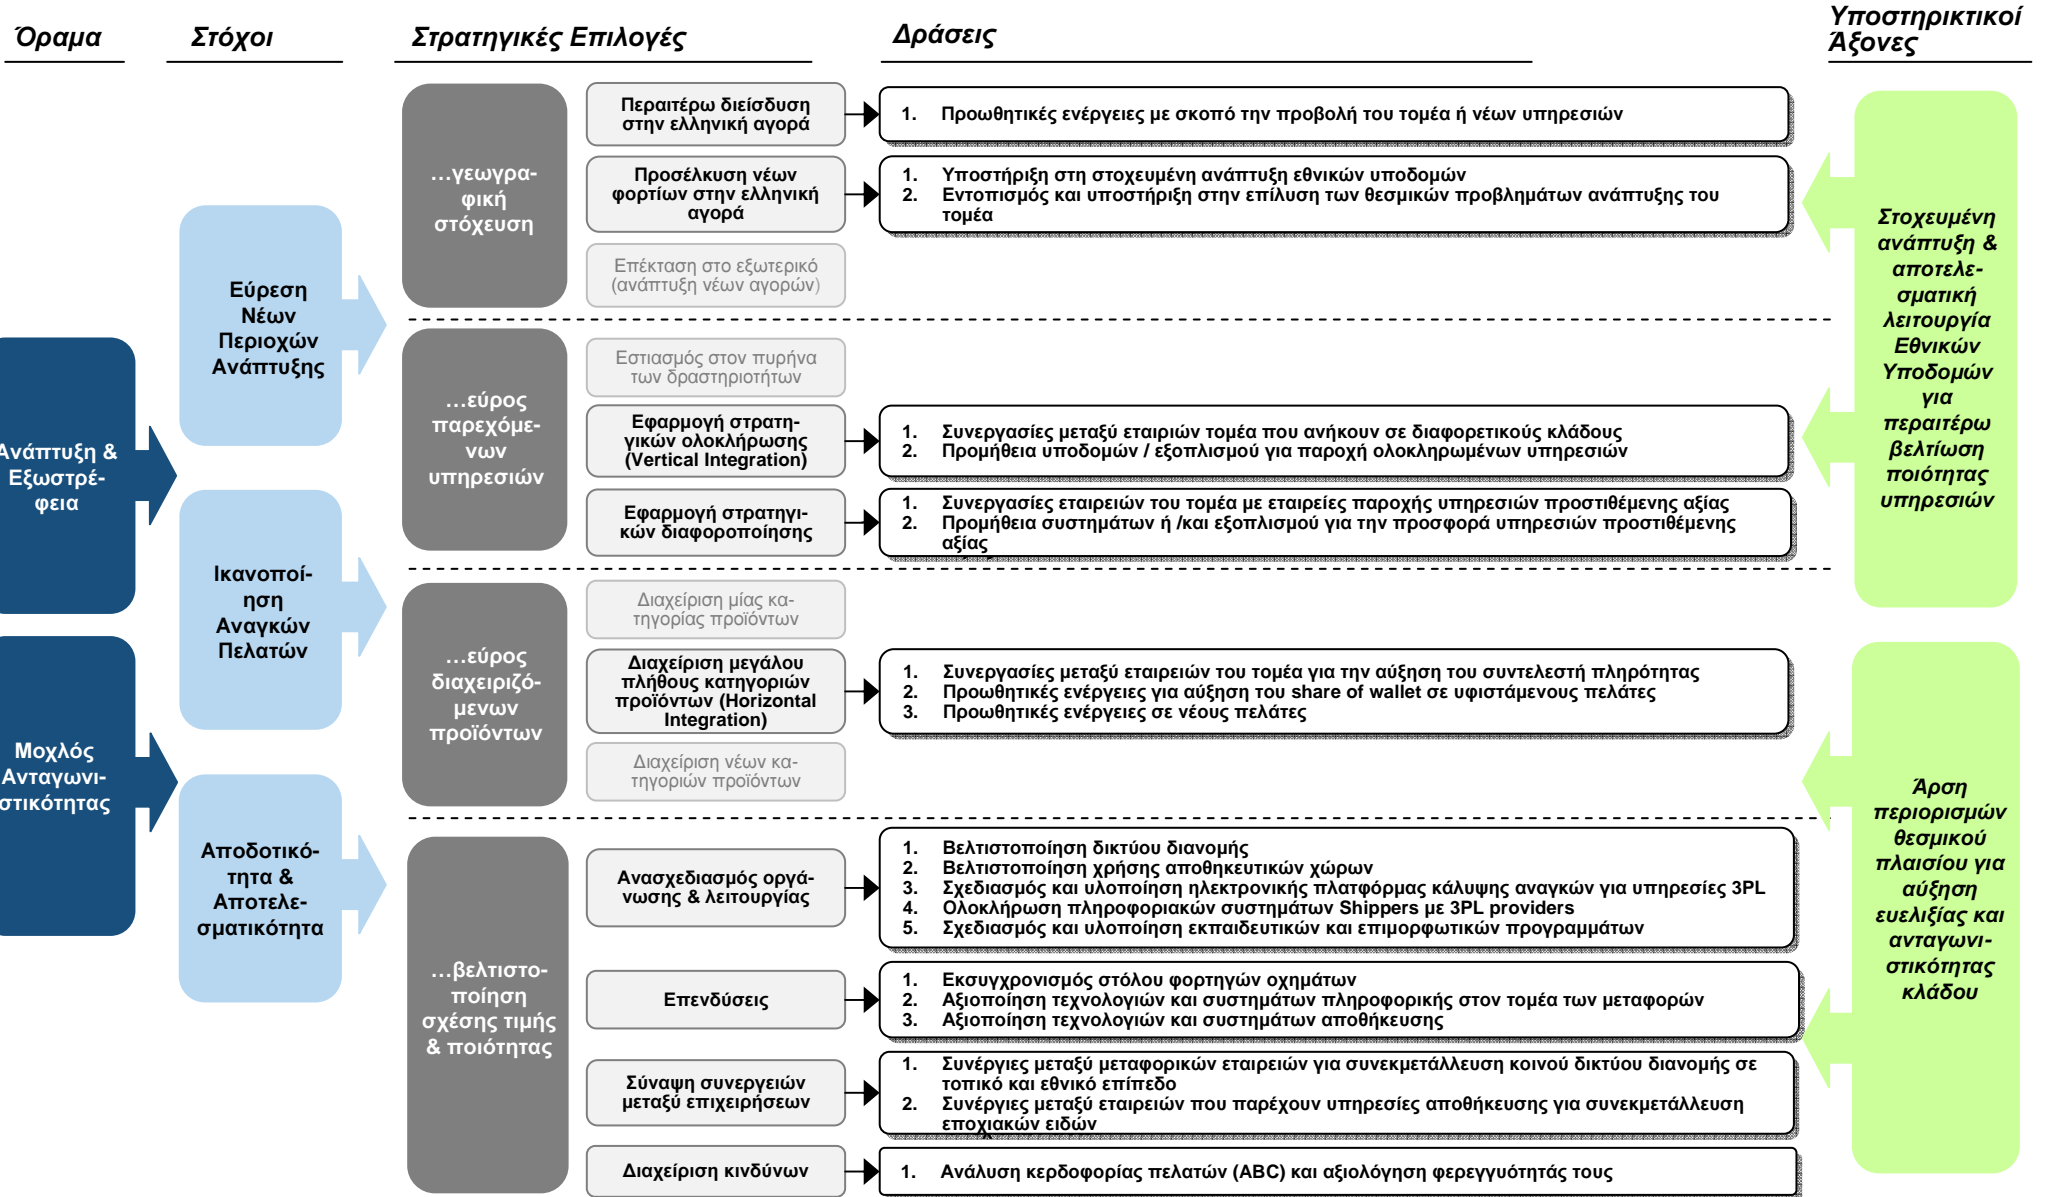 Όραμα
Στόχοι
Στρατηγικές Επιλογές
Δράσεις
Υποστηρικτικοί
Άξονες
Ανάπτυξη &
Εξωστρέ-
φεια
Μοχλός
Ανταγωνι-
στικότητας
Εύρεση
Νέων
Περιοχών
Ανάπτυξης
Ικανοποί-
ηση
Αναγκών
Πελατών
Αποδοτικό-
τητα &
Αποτελε-
σματικότητα
…γεωγρα-
φική
στόχευση
Περαιτέρω διείσδυση
στην ελληνική αγορά
1. Προωθητικές ενέργειες με σκοπό την προβολή του τομέα ή νέων υπηρεσιών
Προσέλκυση νέων
φορτίων στην ελληνική
αγορά
1. Υποστήριξη στη στοχευμένη ανάπτυξη εθνικών υποδομών
2. Εντοπισμός και υποστήριξη στην επίλυση των θεσμικών προβλημάτων ανάπτυξης του
τομέα
Επέκταση στο εξωτερικό
(ανάπτυξη νέων αγορών)
…εύρος
παρεχόμε-
νων
υπηρεσιών
Εστιασμός στον πυρήνα
των δραστηριοτήτων
Εφαρμογή στρατη-
γικών ολοκλήρωσης
(Vertical Integration)
1. Συνεργασίες μεταξύ εταιριών τομέα που ανήκουν σε διαφορετικούς κλάδους
2. Προμήθεια υποδομών / εξοπλισμού για παροχή ολοκληρωμένων υπηρεσιών
Εφαρμογή στρατηγι-
κών διαφοροποίησης
1. Συνεργασίες εταιρειών του τομέα με εταιρείες παροχής υπηρεσιών προστιθέμενης αξίας
2. Προμήθεια συστημάτων ή /και εξοπλισμού για την προσφορά υπηρεσιών προστιθέμενης
αξίας
…εύρος
διαχειριζό-
μενων
προϊόντων
Διαχείριση μίας κα-
τηγορίας προϊόντων
Διαχείριση μεγάλου
πλήθους κατηγοριών
προϊόντων (Horizontal
Integration)
1. Συνεργασίες μεταξύ εταιρειών του τομέα για την αύξηση του συντελεστή πληρότητας
2. Προωθητικές ενέργειες για αύξηση του share of wallet σε υφιστάμενους πελάτες
3. Προωθητικές ενέργειες σε νέους πελάτες
Διαχείριση νέων κα-
τηγοριών προϊόντων
…βελτιστο-
ποίηση
σχέσης τιμής
& ποιότητας
Ανασχεδιασμός οργά-
νωσης & λειτουργίας
1. Βελτιστοποίηση δικτύου διανομής
2. Βελτιστοποίηση χρήσης αποθηκευτικών χώρων
3. Σχεδιασμός και υλοποίηση ηλεκτρονικής πλατφόρμας κάλυψης αναγκών για υπηρεσίες 3PL
4. Ολοκλήρωση πληροφοριακών συστημάτων Shippers με 3PL providers
5. Σχεδιασμός και υλοποίηση εκπαιδευτικών και επιμορφωτικών προγραμμάτων
Επενδύσεις
1. Εκσυγχρονισμός στόλου φορτηγών οχημάτων
2. Αξιοποίηση τεχνολογιών και συστημάτων πληροφορικής στον τομέα των μεταφορών
3. Αξιοποίηση τεχνολογιών και συστημάτων αποθήκευσης
Σύναψη συνεργειών
μεταξύ επιχειρήσεων
1. Συνέργιες μεταξύ μεταφορικών εταιρειών για συνεκμετάλλευση κοινού δικτύου διανομής σε
τοπικό και εθνικό επίπεδο
2. Συνέργιες μεταξύ εταιρειών που παρέχουν υπηρεσίες αποθήκευσης για συνεκμετάλλευση
εποχιακών ειδών
Διαχείριση κινδύνων
1. Ανάλυση κερδοφορίας πελατών (ABC) και αξιολόγηση φερεγγυότητάς τους
Στοχευμένη
ανάπτυξη &
αποτελε-
σματική
λειτουργία
Εθνικών
Υποδομών
για
περαιτέρω
βελτίωση
ποιότητας
υπηρεσιών
Άρση
περιορισμών
θεσμικού
πλαισίου για
αύξηση
ευελιξίας και
ανταγωνι-
στικότητας
κλάδου